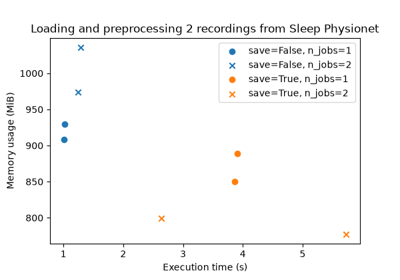 Loading and preprocessing 2 recordings from Sleep Physionet
save=False, n_jobs=1
save=False, n_jobs=2
save=True, n_jobs=1
save=True, n_jobs=2
Memory usage (MiB)
1000
950
900
850
800
1
2
3
4
5
Execution time (s)